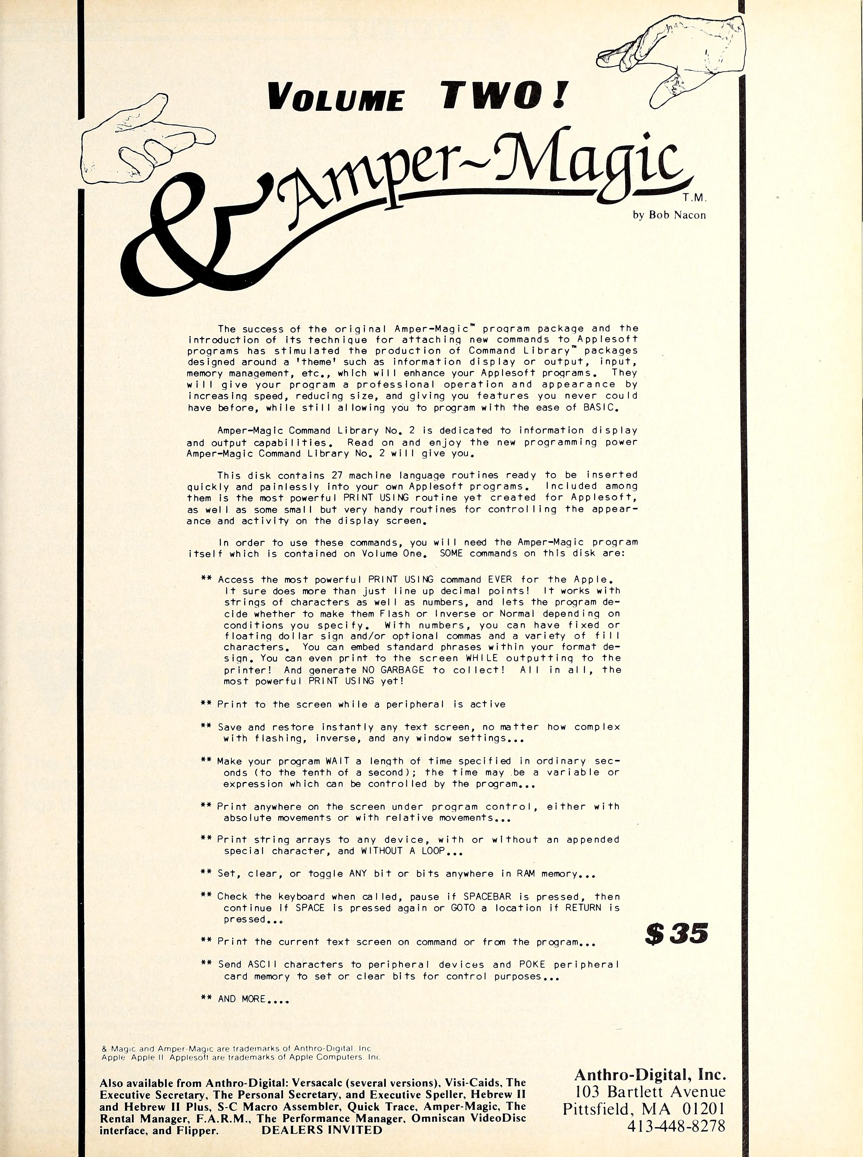 VOLUME TWO!
& Amper~Magic
T.M.
by Bob Nacon
The success of the original Amper-Magic™ program package and the
introduction of its technique for attaching new commands to Applesoft
programs has stimulated the production of Command Library™ packages
designed around a 'theme' such as information display or output, input,
memory management, etc., which will enhance your Applesoft programs. They
will give your program a professional operation and appearance by
increasing speed, reducing size, and giving you features you never could
have before, while still allowing you to program with the ease of BASIC.
Amper-Magic Command Library No. 2 is dedicated to information display
and output capabilities. Read on and enjoy the new programming power
Amper-Magic Command Library No. 2 will give you.
This disk contains 27 machine language routines ready to be inserted
quickly and painlessly into your own Applesoft programs. Included among
them is the most powerful PRINT USING routine yet created for Applesoft,
as well as some small but very handy routines for controlling the appear-
ance and activity on the display screen.
In order to use these commands, you will need the Amper-Magic program
itself which is contained on Volume One. SOME commands on this disk are:
** Access the most powerful PRINT USING command EVER for the Apple.
It sure does more than just line up decimal points! It works with
strings of characters as well as numbers, and lets the program de-
cide whether to make them Flash or Inverse or Normal depending on
conditions you specify. With numbers, you can have fixed or
floating dollar sign and/or optional commas and a variety of fill
characters. You can embed standard phrases within your format de-
sign. You can even print to the screen WHILE outputting to the
printer! And generate NO GARBAGE to collect! All in all, the
most powerful PRINT USING yet!
** Print to the screen while a peripheral is active
** Save and restore instantly any text screen, no matter how complex
with flashing, inverse, and any window settings...
** Make your program WAIT a length of time specified in ordinary sec-
onds (to the tenth of a second); the time may be a variable or
expression which can be controlled by the program...
** Print anywhere on the screen under program control, either with
absolute movements or with relative movements...
** Print string arrays to any device, with or without an appended
special character, and WITHOUT A LOOP...
** Set, clear, or toggle ANY bit or bits anywhere in RAM memory...
** Check the keyboard when called, pause if SPACEBAR is pressed, then
continue if SPACE is pressed again or GOTO a location if RETURN is
pressed...
** Print the current text screen on command or from the program...
** Send ASCII characters to peripheral devices and POKE peripheral
card memory to set or clear bits for control purposes...
** AND MORE....
$35
& Magic and Amper-Magic are trademarks of Anthro-Digital. Inc
Apple Apple II Applesoft are trademarks of Apple Computers. Inc.
Also available from Anthro-Digital: Versacalc (several versions), Visi-Caids, The
Executive Secretary, The Personal Secretary, and Executive Speller, Hebrew II
and Hebrew II Plus, S-C Macro Assembler, Quick Trace, Amper-Magic, The
Rental Manager, F.A.R.M., The Performance Manager, Omniscan VideoDisc
interface, and Flipper. DEALERS INVITED
Anthro-Digital, Inc.
103 Bartlett Avenue
Pittsfield, MA 01201
413-448-8278